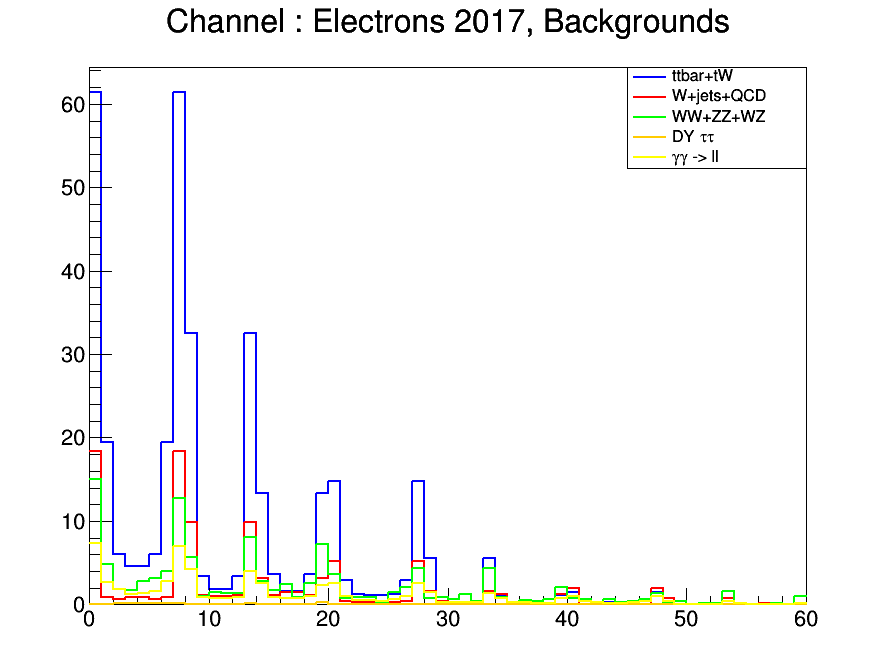 Channel : Electrons 2017, Backgrounds
ttbar+tW
W+jets+QCD
WW+ZZ+WZ
DY ττ
γγ -> ll
60
50
40
30
20
10
0
0 10 20 30 40 50 60